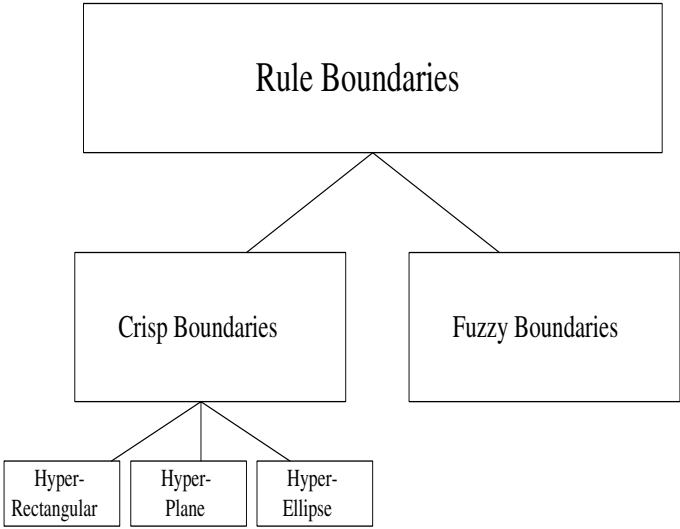 Rule Boundaries
Crisp Boundaries
Fuzzy Boundaries
Hyper-
Rectangular
Hyper-
Plane
Hyper-
Ellipse